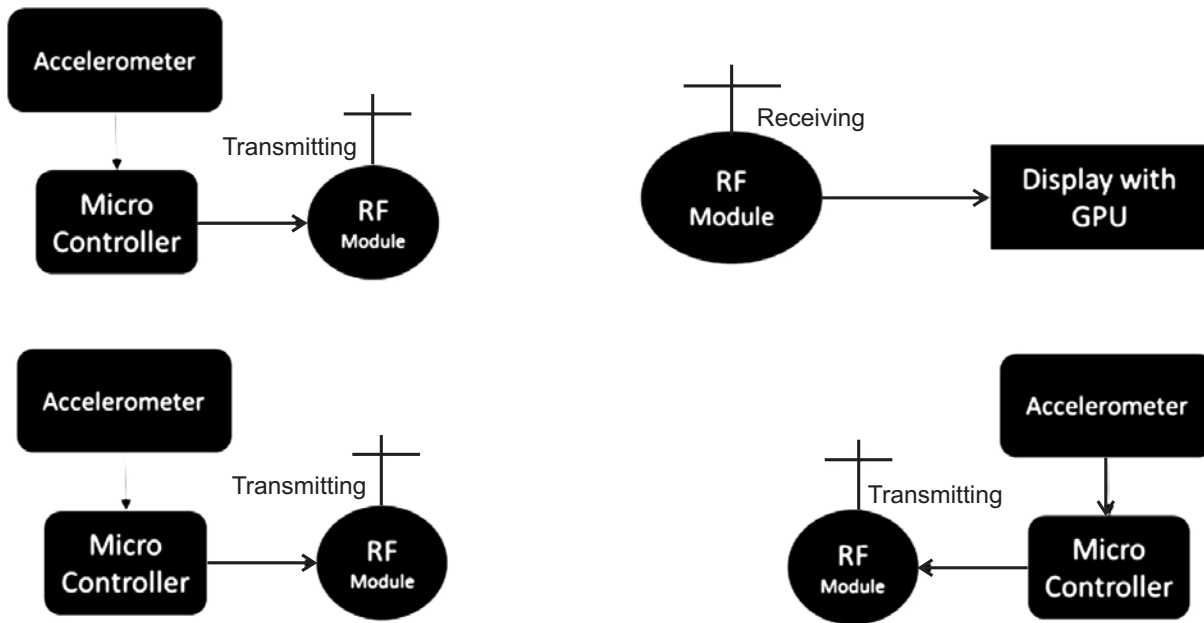 Accelerometer
Transmitting
Micro
Controller
RF
Module
Receiving
RF
Module
Display with
GPU
Accelerometer
Transmitting
Micro
Controller
RF
Module
Accelerometer
Transmitting
RF
Module
Micro
Controller